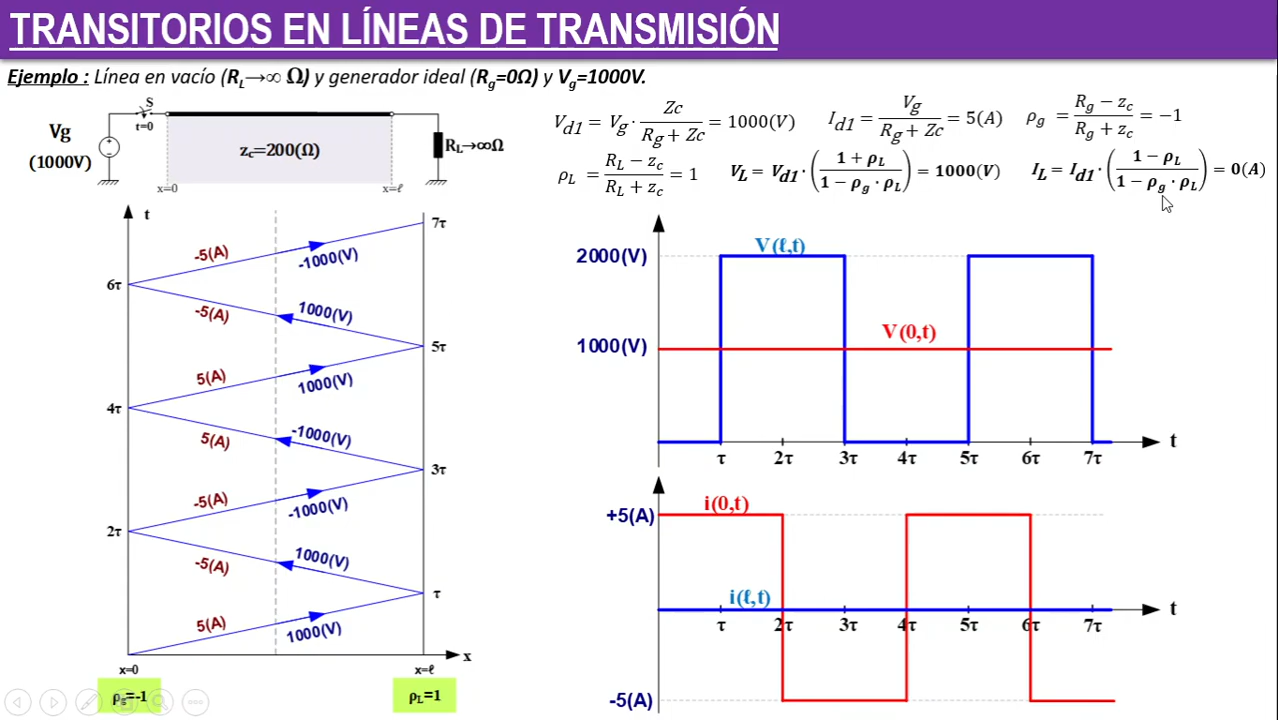 TRANSITORIOS EN LÍNEAS DE TRANSMISIÓN
Ejemplo : Línea en vacío (R_L→∞ Ω) y generador ideal (R_g=0Ω) y V_g=1000V.
S
t=0
Vg
(1000V)
z_c=200(Ω)
R_L→∞Ω
x=0
x=ℓ
V_d1 = V_g · Zc / (R_g + Zc) = 1000(V)
I_d1 = V_g / (R_g + Zc) = 5(A)
ρ_g = (R_g − z_c) / (R_g + z_c) = −1
ρ_L = (R_L − z_c) / (R_L + z_c) = 1
V_L = V_d1 · ((1 + ρ_L) / (1 − ρ_g · ρ_L)) = 1000(V)
I_L = I_d1 · ((1 − ρ_L) / (1 − ρ_g · ρ_L)) = 0(A)
t
7τ
-5(A)
-1000(V)
6τ
-5(A)
1000(V)
5τ
5(A)
1000(V)
4τ
5(A)
-1000(V)
3τ
-5(A)
-1000(V)
2τ
-5(A)
1000(V)
τ
5(A)
1000(V)
x
x=0
x=ℓ
ρ_g=-1
ρ_L=1
V(ℓ,t)
2000(V)
V(0,t)
1000(V)
t
τ 2τ 3τ 4τ 5τ 6τ 7τ
i(0,t)
+5(A)
i(ℓ,t)
t
τ 2τ 3τ 4τ 5τ 6τ 7τ
-5(A)